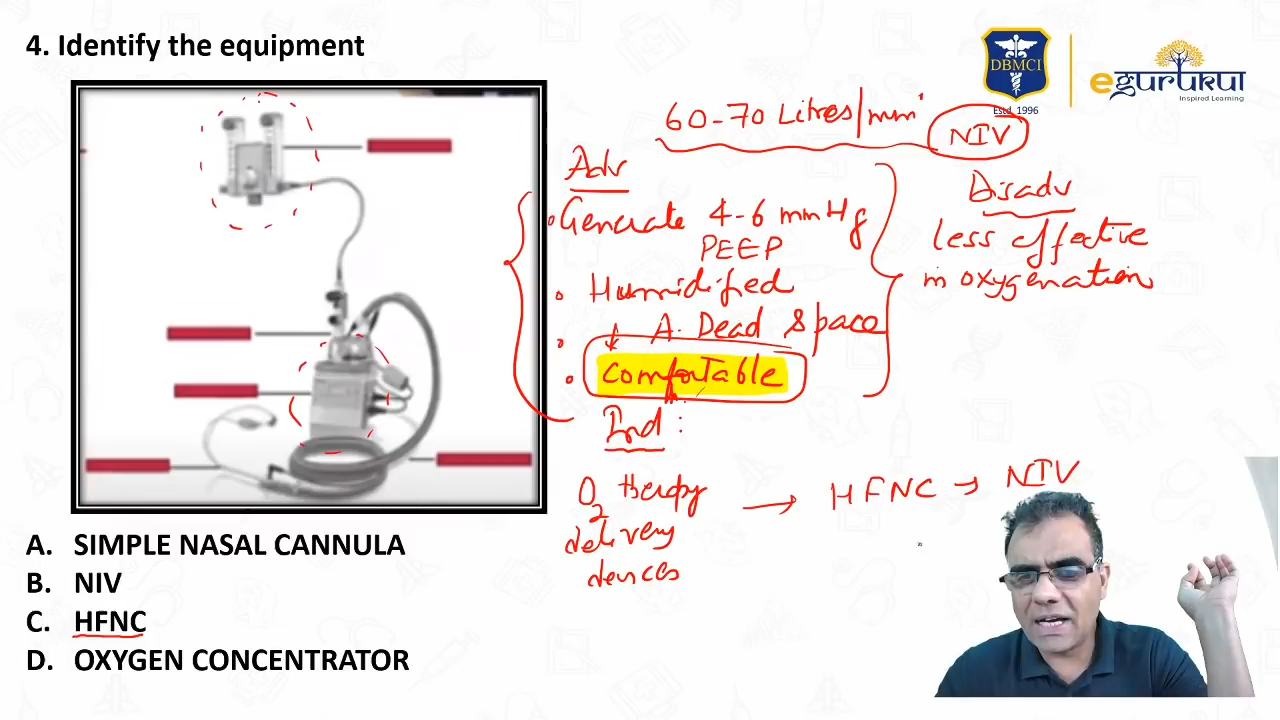 4. Identify the equipment
DBMCI
Estd. 1996
eGURUKUL
Inspired Learning
60-70 Litres/min
NIV
Adv
Generate 4-6 mmHg
PEEP
Humidified
↓ A. Dead Space
Comfortable
Disadv
less effective
in oxygenation
Ind:
O2 therapy → HFNC → NIV
delivery
devices
A. SIMPLE NASAL CANNULA
B. NIV
C. HFNC
D. OXYGEN CONCENTRATOR